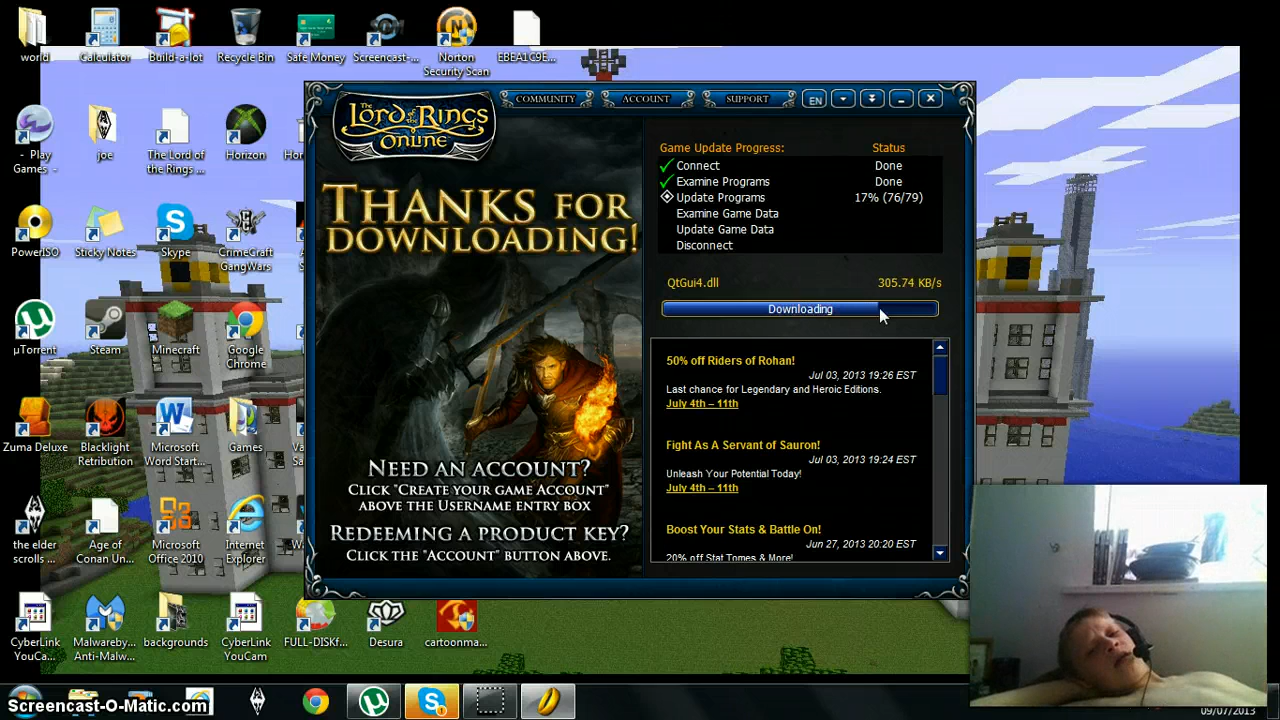 world
Calculator
Build-a-lot
Recycle Bin
Safe Money
Screencast-...
Norton
Security Scan
EBEA1C9E...
The
Lord of the Rings
Online
COMMUNITY
ACCOUNT
SUPPORT
EN
- Play
Games -
joe
The Lord of
the Rings ...
Horizon
Hor
THANKS FOR
DOWNLOADING!
Game Update Progress:
Status
Connect
Done
Examine Programs
Done
Update Programs
17% (76/79)
Examine Game Data
Update Game Data
Disconnect
QtGui4.dll
305.74 KB/s
Downloading
PowerISO
Sticky Notes
Skype
CrimeCraft
GangWars
µTorrent
Steam
Minecraft
Google
Chrome
50% off Riders of Rohan!
Jul 03, 2013 19:26 EST
Last chance for Legendary and Heroic Editions.
July 4th – 11th
Fight As A Servant of Sauron!
Jul 03, 2013 19:24 EST
Unleash Your Potential Today!
July 4th – 11th
Boost Your Stats & Battle On!
Jun 27, 2013 20:20 EST
20% off Stat Tomes & More!
Zuma Deluxe
Blacklight
Retribution
Microsoft
Word Start...
Games
NEED AN ACCOUNT?
CLICK "CREATE YOUR GAME ACCOUNT"
ABOVE THE USERNAME ENTRY BOX
REDEEMING A PRODUCT KEY?
CLICK THE "ACCOUNT" BUTTON ABOVE.
the elder
scrolls ...
Age of
Conan Un...
Microsoft
Office 2010
Internet
Explorer
CyberLink
YouCa...
Malwareby...
Anti-Malw...
backgrounds
CyberLink
YouCam
FULL-DISKf...
Desura
cartoonma...
Screencast-O-Matic.com
09/07/2013